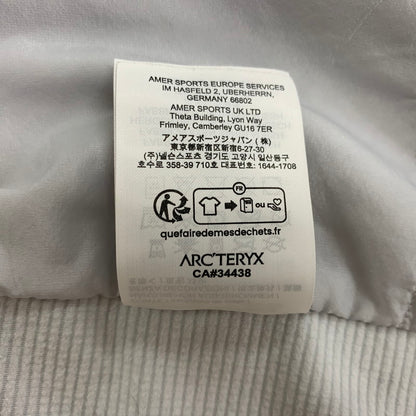 AMER SPORTS EUROPE SERVICES
IM HASFELD 2, UBERHERRN,
GERMANY 66802
AMER SPORTS UK LTD
Theta Building, Lyon Way
Frimley, Camberley GU16 7ER
アメアスポーツジャパン(株)
東京都新宿区新宿6-27-30
(주)넬슨스포츠 경기도 고양시 일산동구
호수로 358-39 710호 대표번호: 1644-1708
FR
OU
quefairedemesdechets.fr
ARC'TERYX
CA#34438